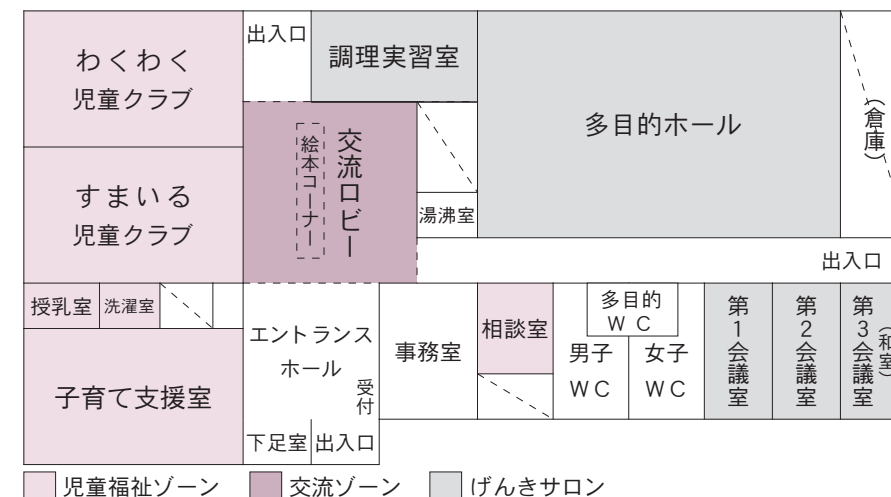 わくわく
児童クラブ
出入口
調理実習室
多目的ホール
（倉庫）
すまいる
児童クラブ
絵本コーナー
交流ロビー
湯沸室
出入口
授乳室
洗濯室
子育て支援室
エントランス
ホール
受付
下足室
出入口
事務室
相談室
多目的
ＷＣ
男子
ＷＣ
女子
ＷＣ
第1会議室
第2会議室
第3会議室
（和室）
児童福祉ゾーン
交流ゾーン
げんきサロン